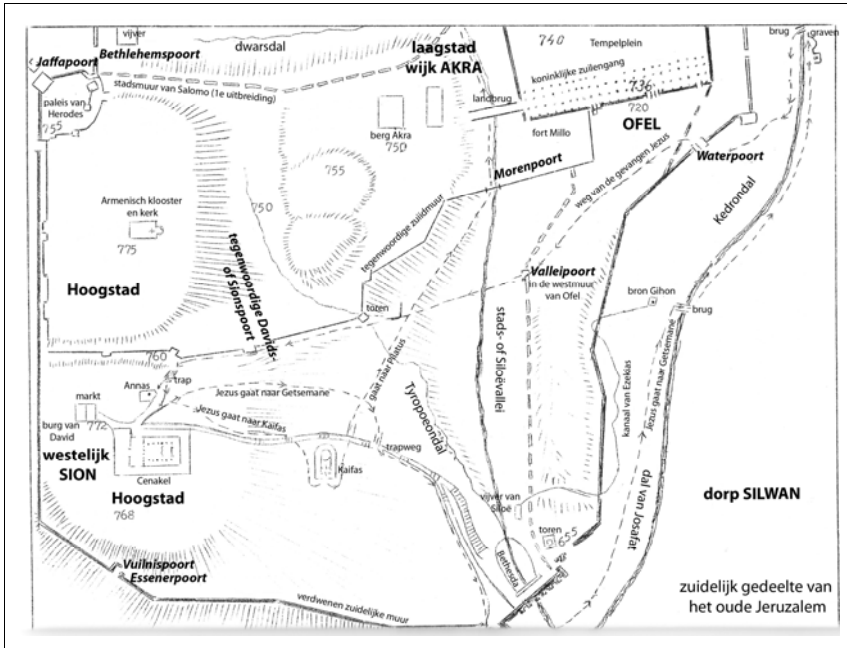 vijver
Bethlehemspoort
Jaffapoort
dwarsdal
laagstad
wijk AKRA
740
Tempelplein
brug
graven
stadsmuur van Salomo (1e uitbreiding)
koninklijke zuilengang
736
720
landbrug
paleis van
Herodes
755
berg Akra
750
fort Millo
OFEL
Morenpoort
Waterpoort
755
750
Armenisch klooster
en kerk
775
weg van de gevangen Jezus
Kedrondal
tegenwoordige zuidmuur
tegenwoordige Davids-
of Sionspoort
Hoogstad
Valleipoort
in de westmuur
van Ofel
bron Gihon
brug
toren
stads- of Siloëvallei
760
trap
Annas
gaat naar Pilatus
Jezus gaat naar Getsemane
Jezus gaat naar Kaifas
Tyropoeondal
kanaal van Ezekias
Jezus gaat naar Getsemane
markt
burg van
David
772
westelijk
SION
Cenakel
Hoogstad
768
Kaifas
trapweg
vijver van
Siloë
toren
655
Bethesda
dal van Josafat
dorp SILWAN
Vuilnispoort
Essenerpoort
verdwenen zuidelijke muur
zuidelijk gedeelte van
het oude Jeruzalem